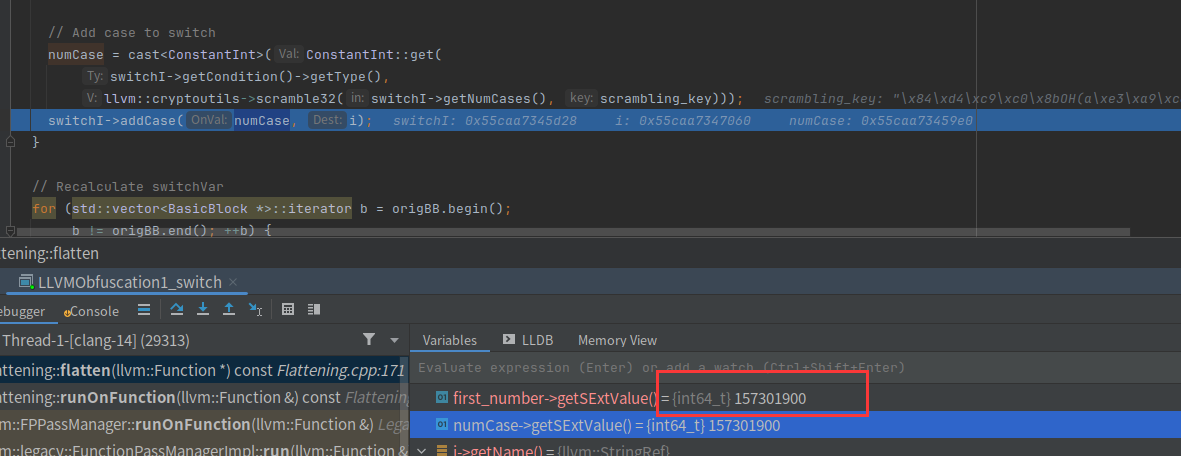 // Add case to switch
numCase = cast<ConstantInt>( Val: ConstantInt::get(
Ty: switchI->getCondition()->getType(),
V: llvm::cryptoutils->scramble32( in: switchI->getNumCases(), key: scrambling_key))); scrambling_key: "\x84\xd4\xc9\xc0\x8bOH(a\xe3\xa9\xc
switchI->addCase( OnVal: numCase, Dest: i); switchI: 0x55caa7345d28 i: 0x55caa7347060 numCase: 0x55caa73459e0
}
// Recalculate switchVar
for (std::vector<BasicBlock *>::iterator b = origBB.begin();
b != origBB.end(); ++b) {
ttening::flatten
LLVMObfuscation1_switch ×
ebugger Console
Thread-1-[clang-14] (29313)
Variables LLDB Memory View
Evaluate expression (Enter) or add a watch (Ctrl+Shift+Enter)
attening::flatten(llvm::Function *) const Flattening.cpp:171
first_number->getSExtValue() = {int64_t} 157301900
attening::runOnFunction(llvm::Function &) const Flattening
numCase->getSExtValue() = {int64_t} 157301900
vm::FPPassManager::runOnFunction(llvm::Function &) Lega
i->getName() = {llvm::StringRef}
vm::legacy::FunctionPassManagerImpl::run(llvm::Function &